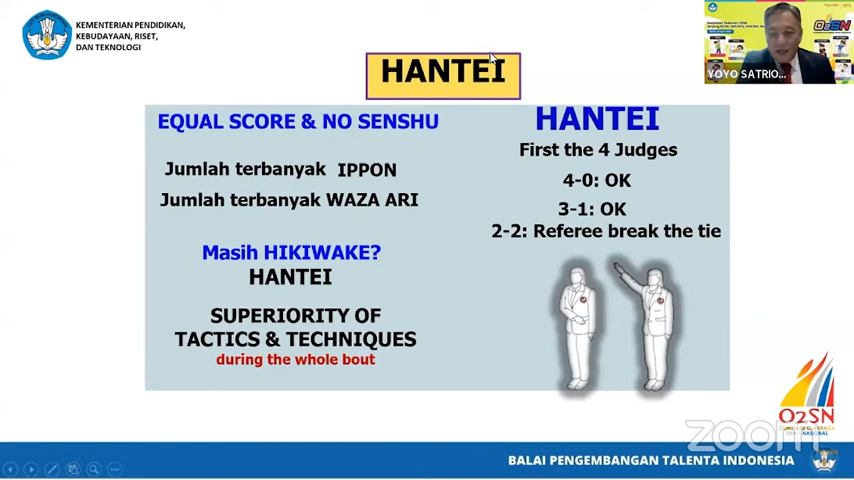 KEMENTERIAN PENDIDIKAN,
KEBUDAYAAN, RISET,
DAN TEKNOLOGI
O2SN
YOYO SATRIO...
HANTEI
EQUAL SCORE & NO SENSHU
Jumlah terbanyak IPPON
Jumlah terbanyak WAZA ARI
Masih HIKIWAKE?
HANTEI
SUPERIORITY OF
TACTICS & TECHNIQUES
during the whole bout
HANTEI
First the 4 Judges
4-0: OK
3-1: OK
2-2: Referee break the tie
O2SN
zoom
BALAI PENGEMBANGAN TALENTA INDONESIA